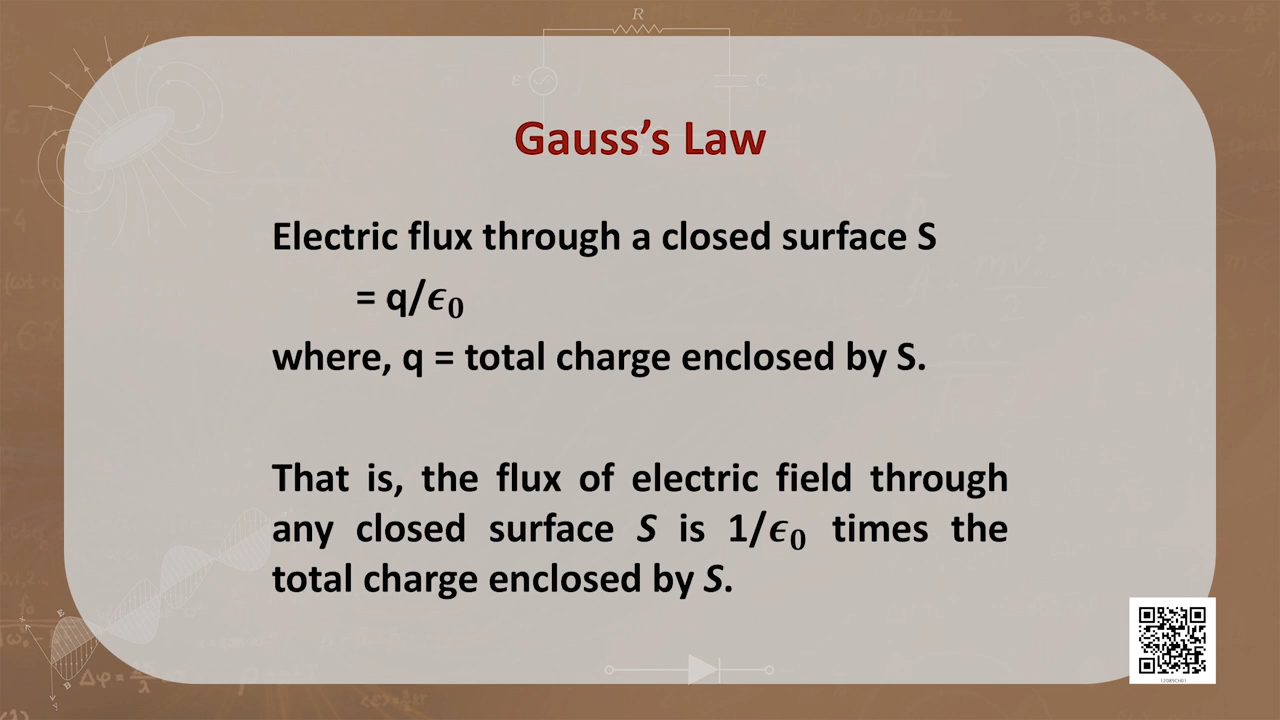 R
ε
C
Gauss’s Law
Electric flux through a closed surface S
= q/ϵ₀
where, q = total charge enclosed by S.
That is, the flux of electric field through
any closed surface S is 1/ϵ₀ times the
total charge enclosed by S.
E
B
12089CH01